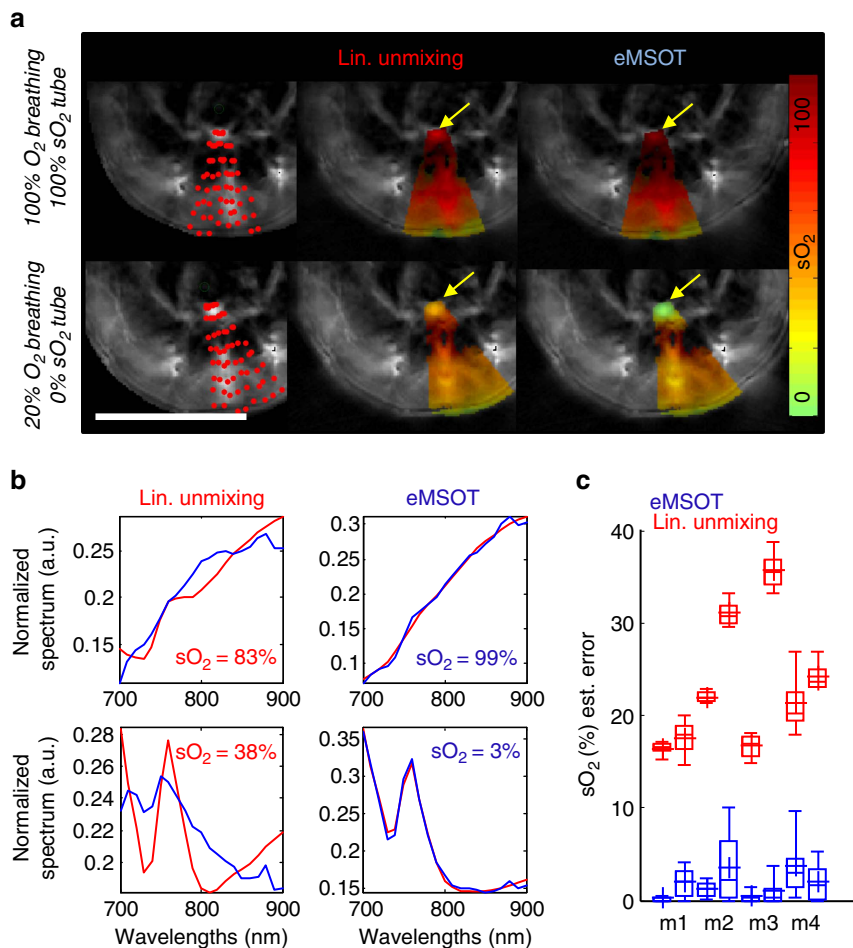 a
Lin. unmixing
eMSOT
100% O2 breathing
100% sO2 tube
20% O2 breathing
0% sO2 tube
100
sO2
0
b
Lin. unmixing
eMSOT
Normalized
spectrum (a.u.)
0.25
0.2
0.15
sO2 = 83%
700
800
900
0.3
0.25
0.2
0.15
0.1
sO2 = 99%
700
800
900
Normalized
spectrum (a.u.)
0.28
0.26
0.24
0.22
0.2
sO2 = 38%
700
800
900
Wavelengths (nm)
0.35
0.3
0.25
0.2
0.15
sO2 = 3%
700
800
900
Wavelengths (nm)
c
eMSOT
Lin. unmixing
sO2 (%) est. error
40
30
20
10
0
m1 m2 m3 m4